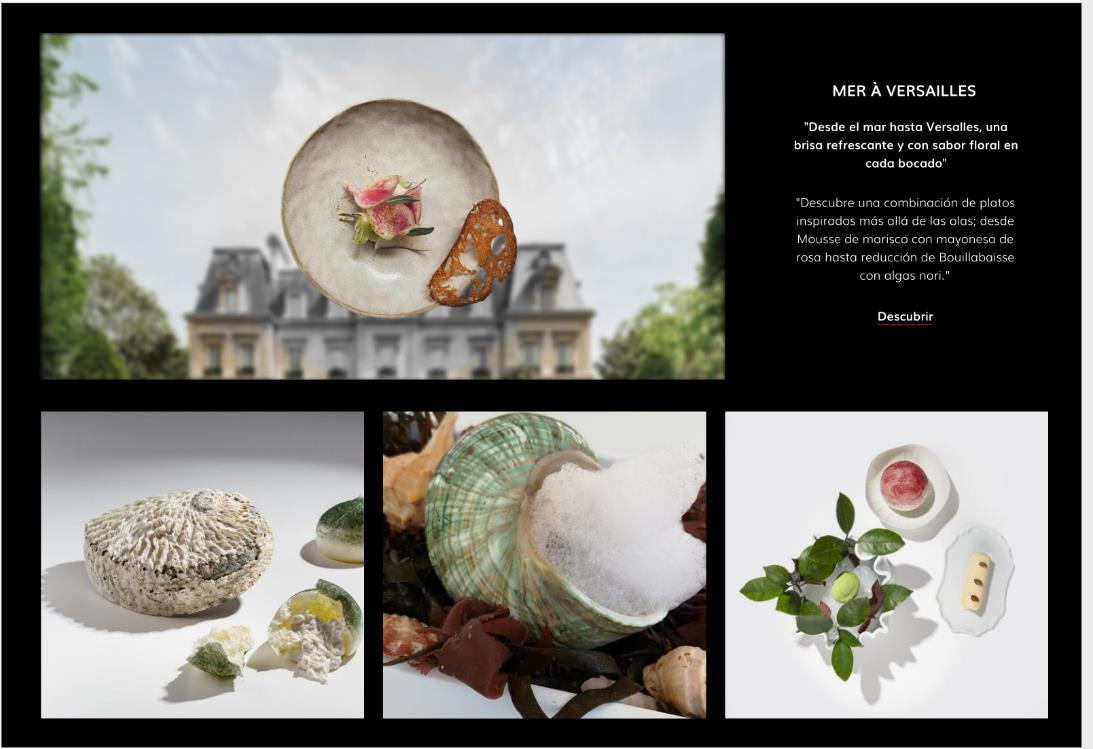 MER À VERSAILLES
"Desde el mar hasta Versalles, una
brisa refrescante y con sabor floral en
cada bocado"
"Descubre una combinación de platos
inspirados más allá de las olas; desde
Mousse de marisco con mayonesa de
rosa hasta reducción de Bouillabaisse
con algas nori."
Descubrir